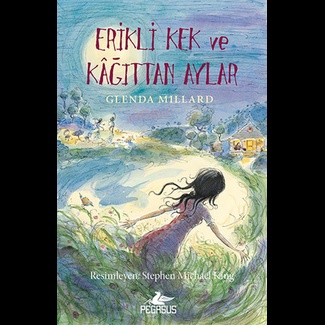 ERİKLİ KEK ve
KÂĞITTAN AYLAR
GLENDA MILLARD
Resimleyen: Stephen Michael King
PEGASUS